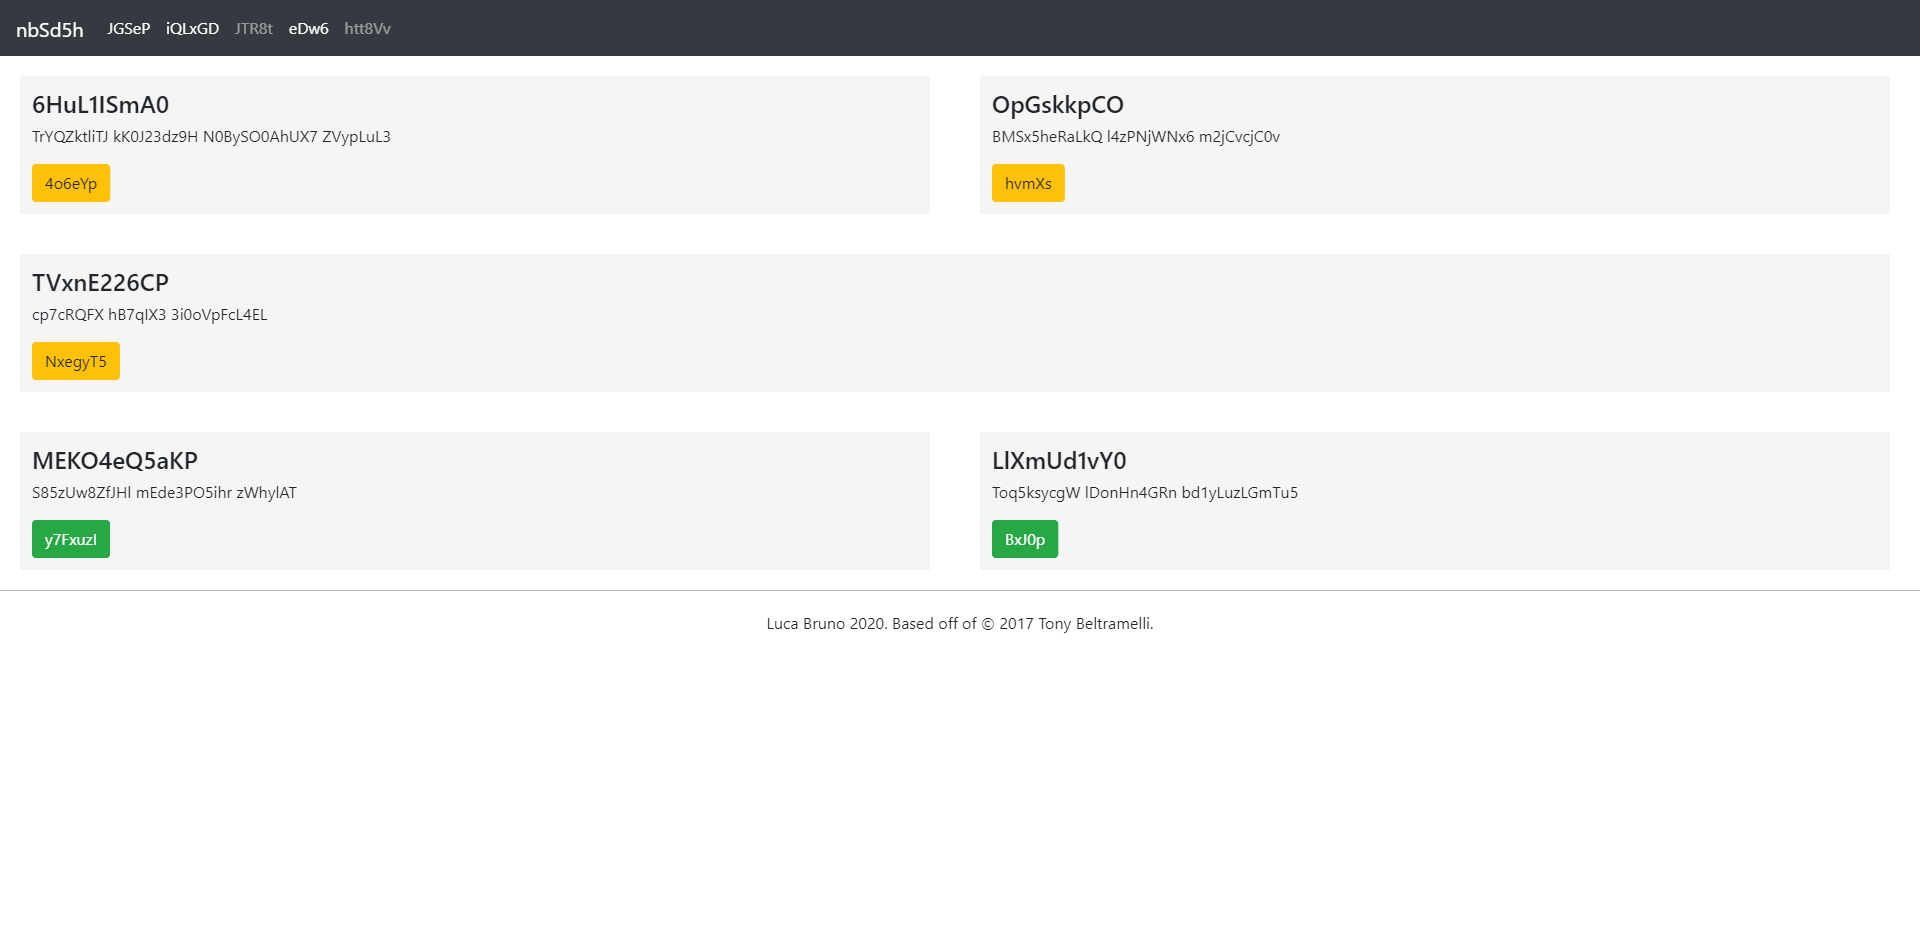 nbSd5h JGSeP iQLxGD JTR8t eDw6 htt8Vv
6HuL1ISmA0
TrYQZktliTJ kK0J23dz9H N0BySO0AhUX7 ZVypLuL3
4o6eYp
OpGskkpCO
BMSx5heRaLkQ l4zPNjWNx6 m2jCvcjC0v
hvmXs
TVxnE226CP
cp7cRQFX hB7qIX3 3i0oVpFcL4EL
NxegyT5
MEKO4eQ5aKP
S85zUw8ZfJHl mEde3PO5ihr zWhylAT
y7FxuzI
LlXmUd1vY0
Toq5ksycgW lDonHn4GRn bd1yLuzLGmTu5
BxJ0p
Luca Bruno 2020. Based off of © 2017 Tony Beltramelli.